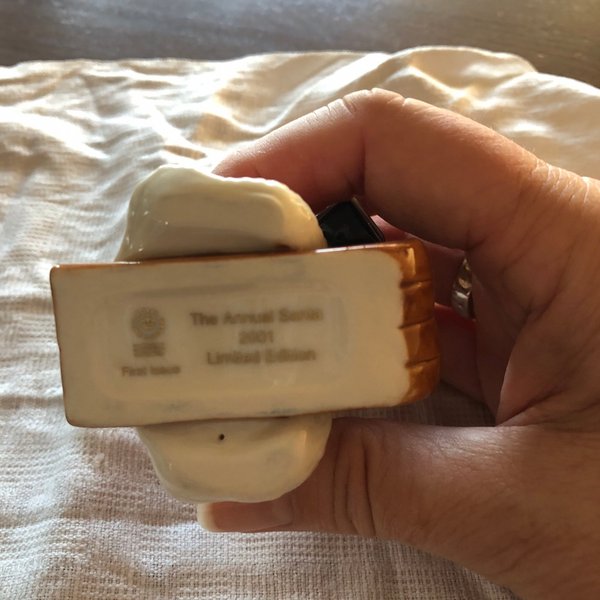 The Annual Series
2001
Limited Edition
First Issue